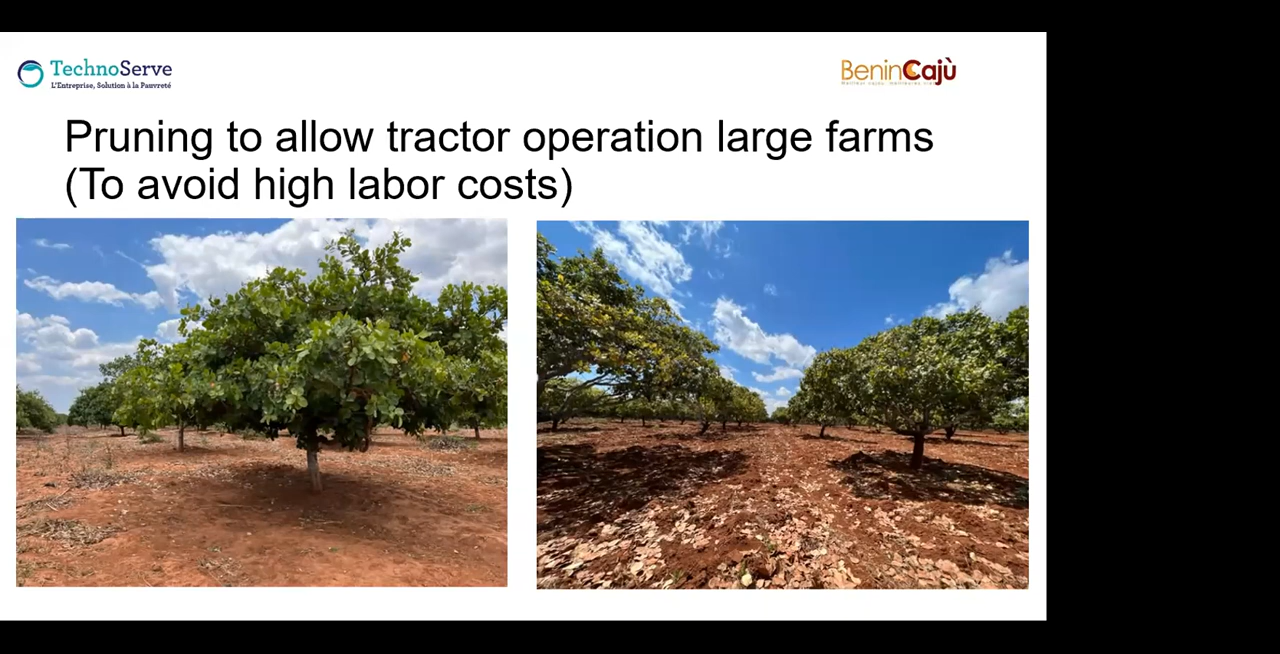 TechnoServe
L'Entreprise, Solution à la Pauvreté
BeninCajù
Pruning to allow tractor operation large farms
(To avoid high labor costs)